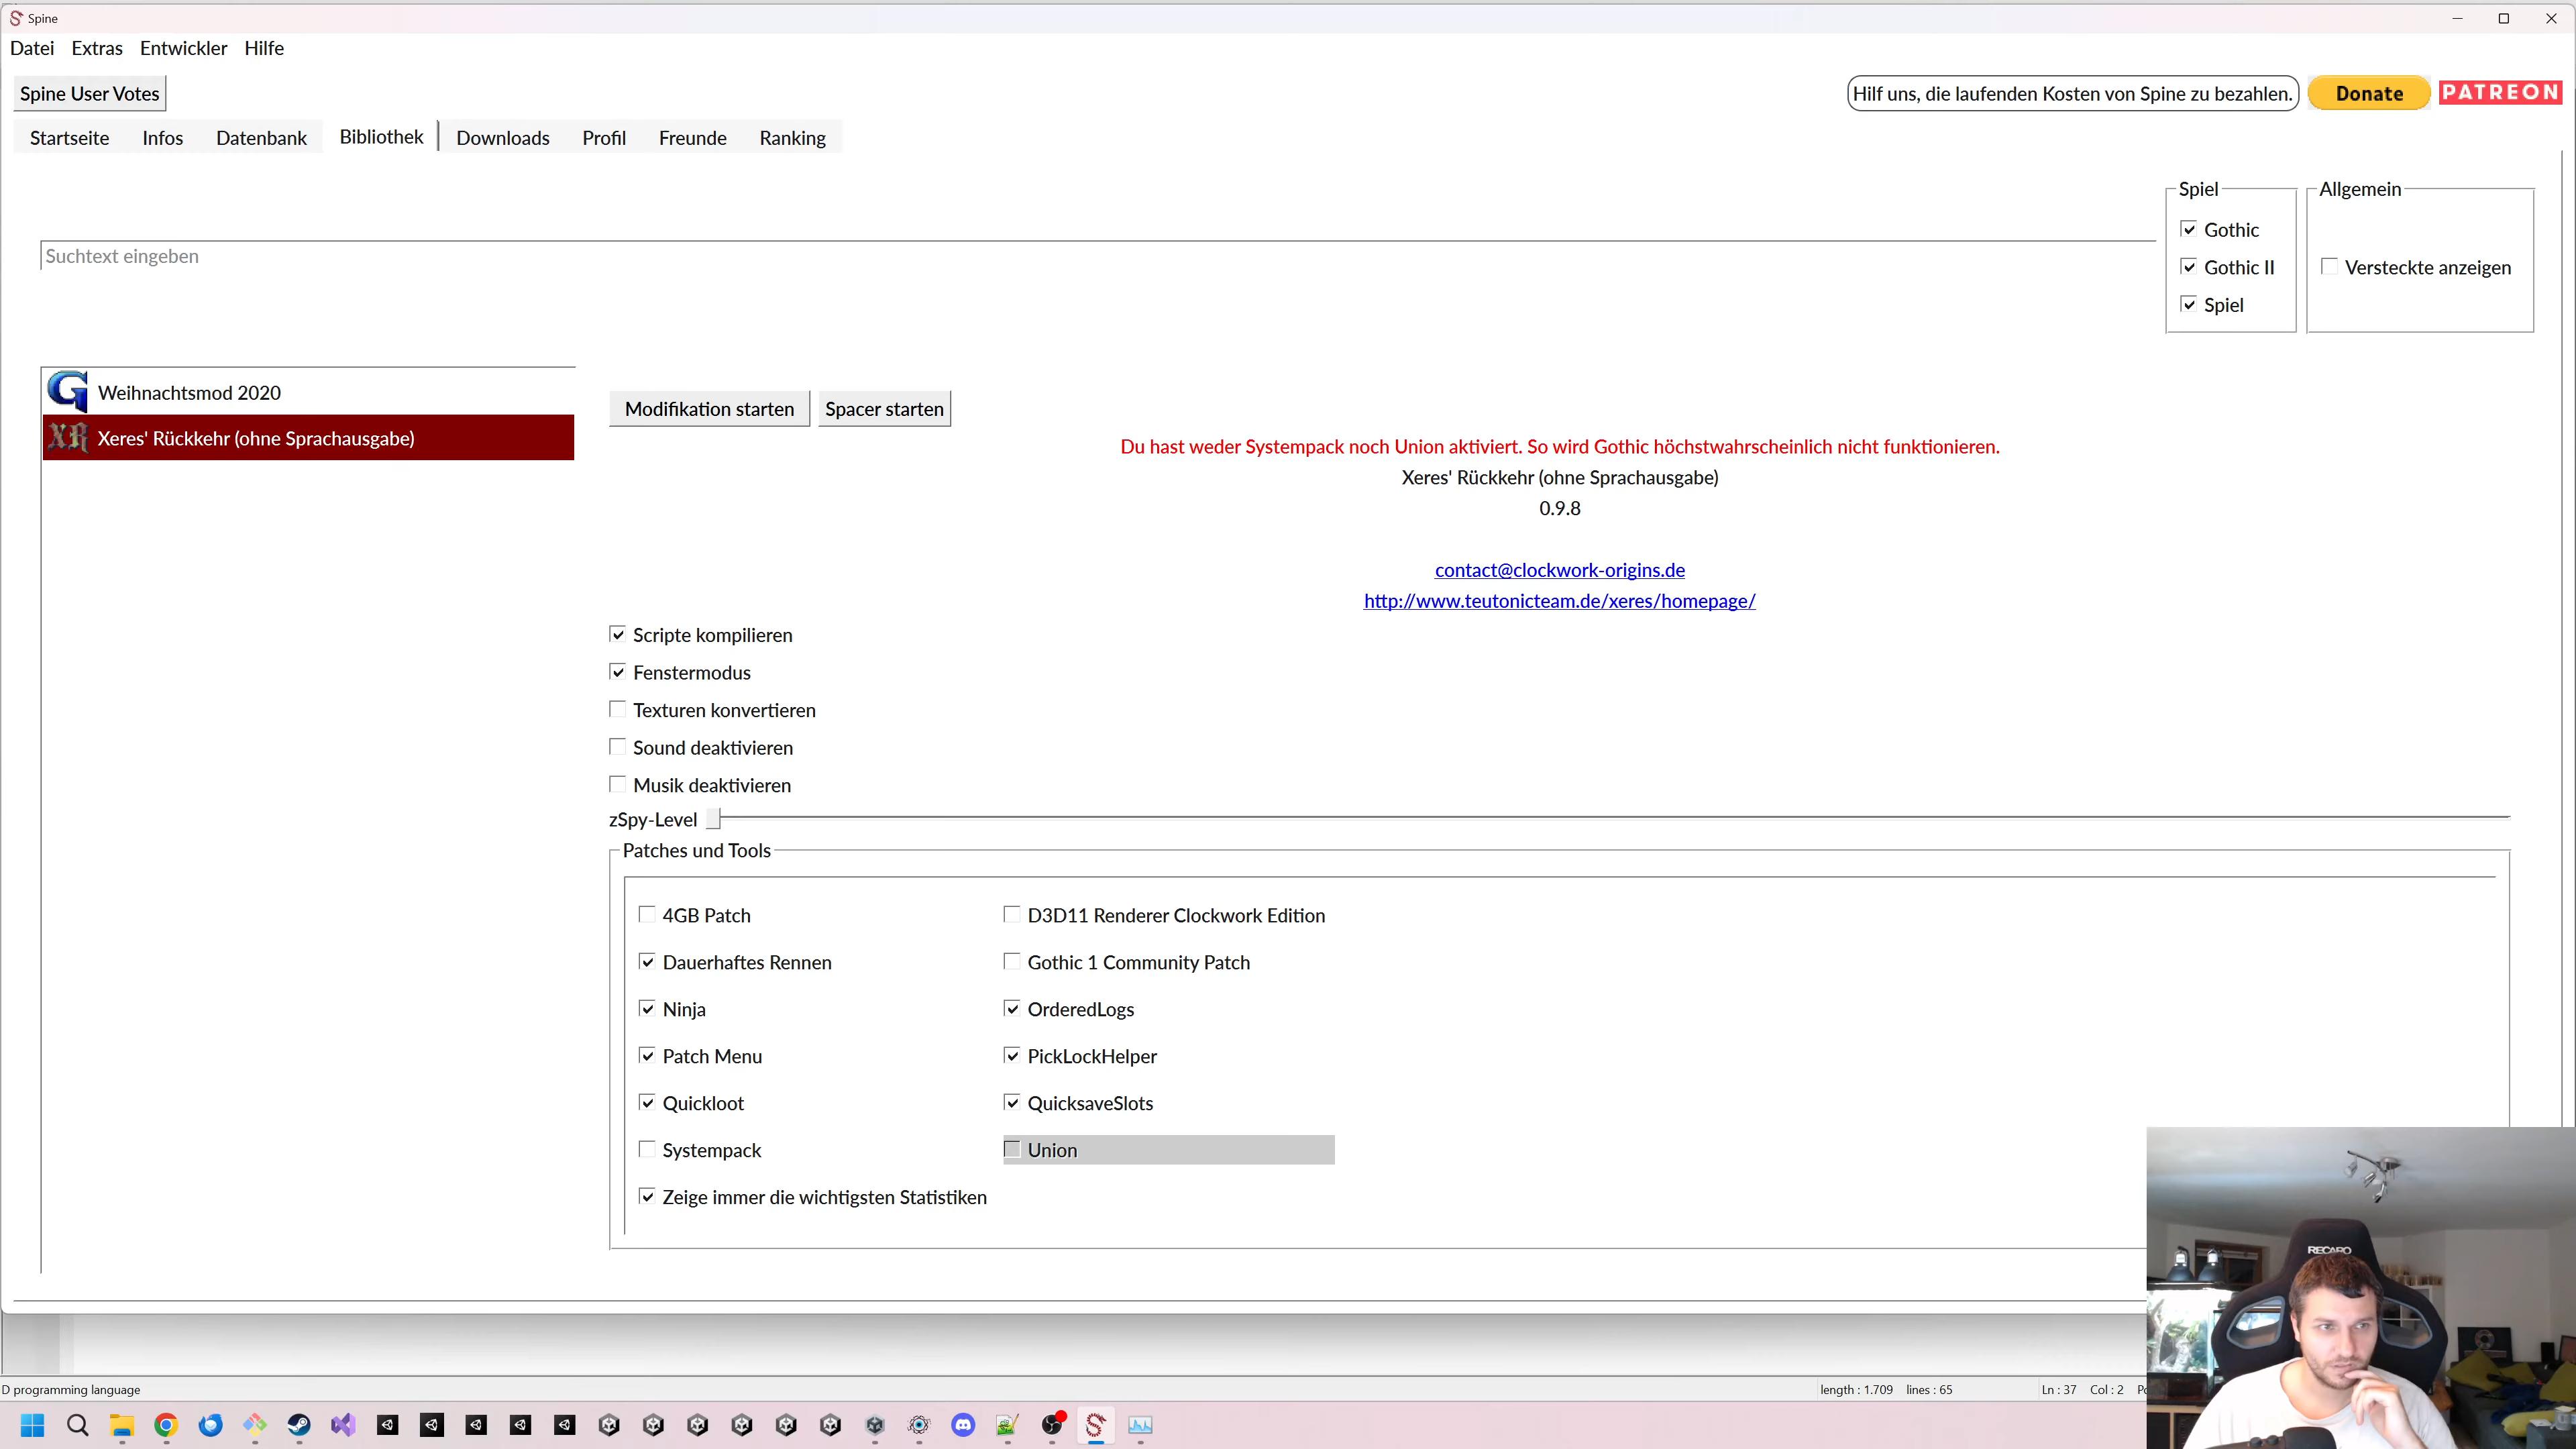 Spine
Datei Extras Entwickler Hilfe
Spine User Votes
Hilf uns, die laufenden Kosten von Spine zu bezahlen.
Donate
PATREON
Startseite Infos Datenbank Bibliothek Downloads Profil Freunde Ranking
Spiel
Allgemein
Gothic
Suchtext eingeben
Gothic II
Versteckte anzeigen
Spiel
Weihnachtsmod 2020
Modifikation starten
Spacer starten
XR Xeres' Rückkehr (ohne Sprachausgabe)
Du hast weder Systempack noch Union aktiviert. So wird Gothic höchstwahrscheinlich nicht funktionieren.
Xeres' Rückkehr (ohne Sprachausgabe)
0.9.8
contact@clockwork-origins.de
http://www.teutonicteam.de/xeres/homepage/
Scripte kompilieren
Fenstermodus
Texturen konvertieren
Sound deaktivieren
Musik deaktivieren
zSpy-Level
Patches und Tools
4GB Patch
D3D11 Renderer Clockwork Edition
Dauerhaftes Rennen
Gothic 1 Community Patch
Ninja
OrderedLogs
Patch Menu
PickLockHelper
Quickloot
QuicksaveSlots
Systempack
Union
Zeige immer die wichtigsten Statistiken
RECARO
D programming language
length : 1.709 lines : 65
Ln : 37 Col : 2